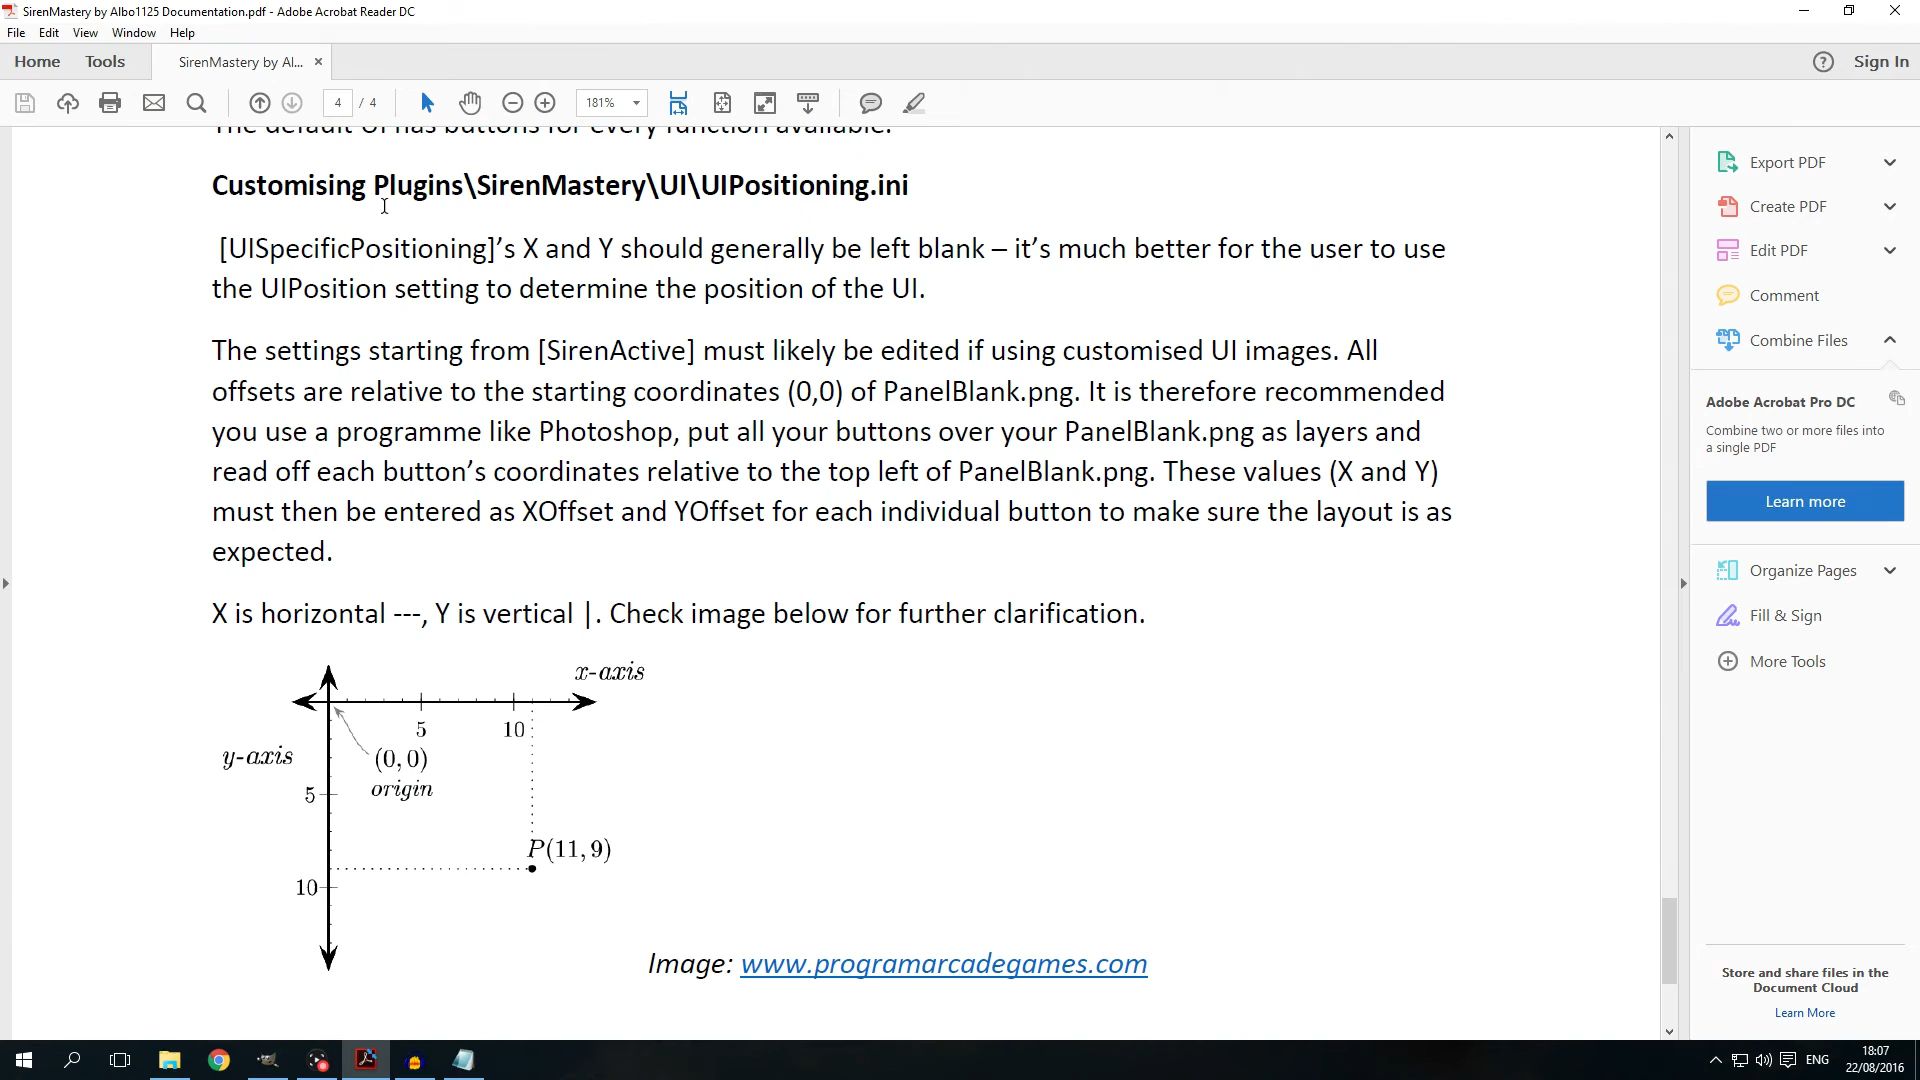 SirenMastery by Albo1125 Documentation.pdf - Adobe Acrobat Reader DC
File Edit View Window Help
Home Tools SirenMastery by Al... × Sign In
4 / 4 181%
The default UI has buttons for every function available.
Customising Plugins\SirenMastery\UI\UIPositioning.ini
[UISpecificPositioning]’s X and Y should generally be left blank – it’s much better for the user to use
the UIPosition setting to determine the position of the UI.
The settings starting from [SirenActive] must likely be edited if using customised UI images. All
offsets are relative to the starting coordinates (0,0) of PanelBlank.png. It is therefore recommended
you use a programme like Photoshop, put all your buttons over your PanelBlank.png as layers and
read off each button’s coordinates relative to the top left of PanelBlank.png. These values (X and Y)
must then be entered as XOffset and YOffset for each individual button to make sure the layout is as
expected.
X is horizontal ---, Y is vertical |. Check image below for further clarification.
x-axis
5 10
y-axis
(0, 0)
origin
5
P(11, 9)
10
Image: www.programarcadegames.com
Export PDF
Create PDF
Edit PDF
Comment
Combine Files
Adobe Acrobat Pro DC
Combine two or more files into
a single PDF
Learn more
Organize Pages
Fill & Sign
More Tools
Store and share files in the
Document Cloud
Learn More
ENG
18:07
22/08/2016